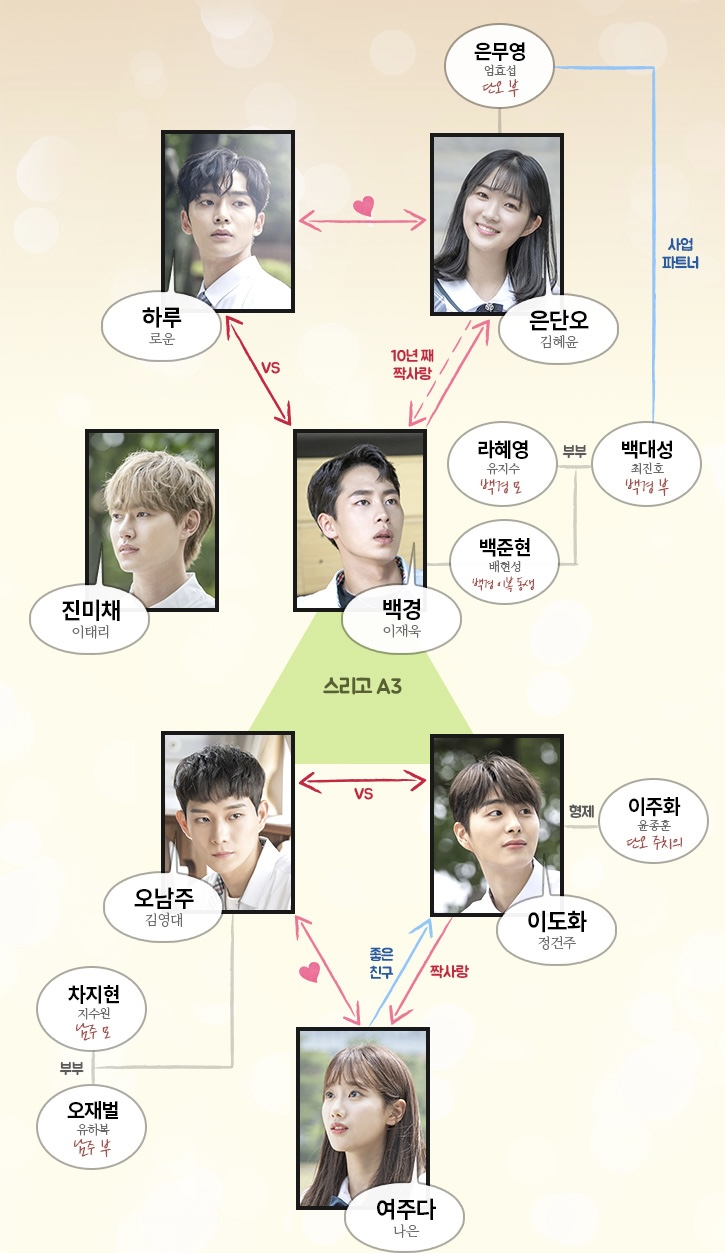 은무영
엄효섭
단오 부
하루
로운
은단오
김혜윤
사업
파트너
VS
10년 째
짝사랑
라혜영
유지수
백경 모
부부
백대성
최진호
백경 부
백준현
배현성
백경 이복 동생
진미채
이태리
백경
이재욱
스리고 A3
VS
형제
이주화
윤종훈
단오 주치의
오남주
김영대
이도화
정건주
좋은
친구
짝사랑
차지현
지수원
남주 모
부부
오재벌
유하복
남주 부
여주다
나은